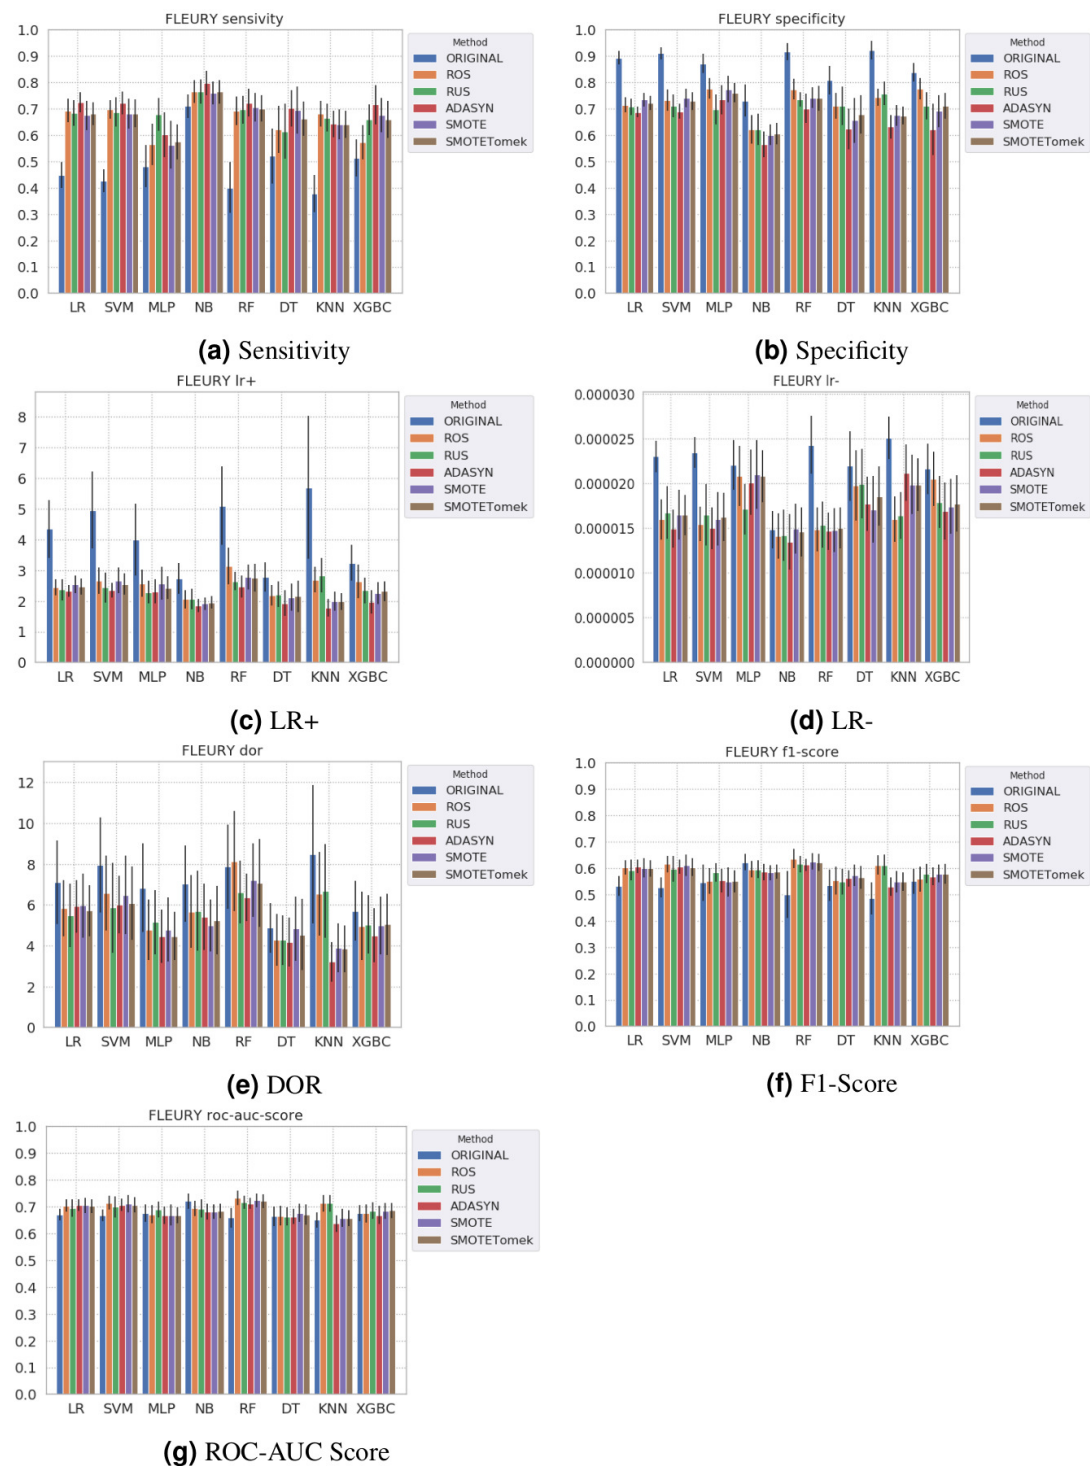 FLEURY sensivity
1.0
0.9
0.8
0.7
0.6
0.5
0.4
0.3
0.2
0.1
0.0
LR SVM MLP NB RF DT KNN XGBC
Method
ORIGINAL
ROS
RUS
ADASYN
SMOTE
SMOTETomek
(a) Sensitivity
FLEURY specificity
1.0
0.9
0.8
0.7
0.6
0.5
0.4
0.3
0.2
0.1
0.0
LR SVM MLP NB RF DT KNN XGBC
Method
ORIGINAL
ROS
RUS
ADASYN
SMOTE
SMOTETomek
(b) Specificity
FLEURY lr+
8
7
6
5
4
3
2
1
0
LR SVM MLP NB RF DT KNN XGBC
Method
ORIGINAL
ROS
RUS
ADASYN
SMOTE
SMOTETomek
(c) LR+
FLEURY lr-
0.000030
0.000025
0.000020
0.000015
0.000010
0.000005
0.000000
LR SVM MLP NB RF DT KNN XGBC
Method
ORIGINAL
ROS
RUS
ADASYN
SMOTE
SMOTETomek
(d) LR-
FLEURY dor
12
10
8
6
4
2
0
LR SVM MLP NB RF DT KNN XGBC
Method
ORIGINAL
ROS
RUS
ADASYN
SMOTE
SMOTETomek
(e) DOR
FLEURY f1-score
1.0
0.9
0.8
0.7
0.6
0.5
0.4
0.3
0.2
0.1
0.0
LR SVM MLP NB RF DT KNN XGBC
Method
ORIGINAL
ROS
RUS
ADASYN
SMOTE
SMOTETomek
(f) F1-Score
FLEURY roc-auc-score
1.0
0.9
0.8
0.7
0.6
0.5
0.4
0.3
0.2
0.1
0.0
LR SVM MLP NB RF DT KNN XGBC
Method
ORIGINAL
ROS
RUS
ADASYN
SMOTE
SMOTETomek
(g) ROC-AUC Score